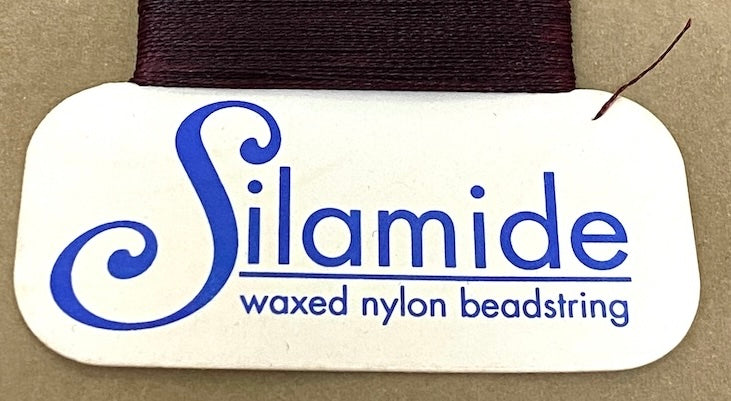 Silamide
waxed nylon beadstring